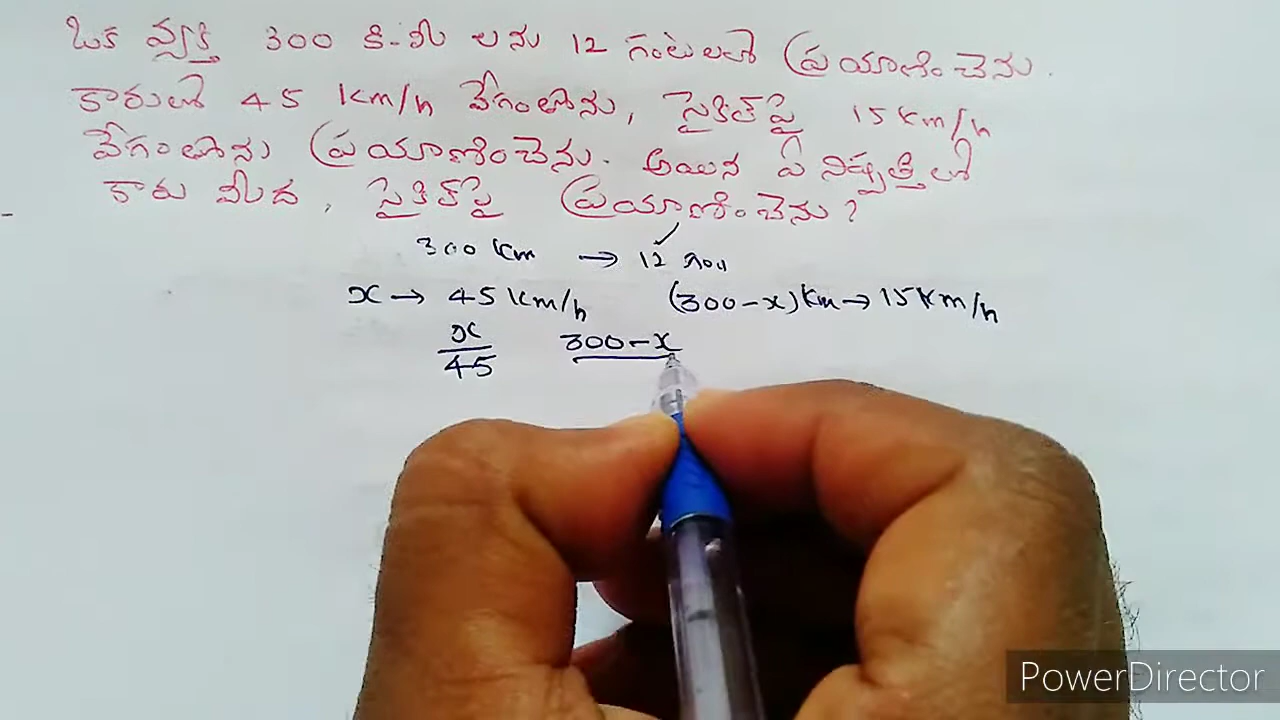 ఒక వ్యక్తి 300 కి-మీ లను 12 గంటలలో ప్రయాణించెను.
కారులో 45 Km/h వేగంతోను, సైకిల్‌పై 15 Km/h
వేగంతోను ప్రయాణించెను. అయిన ఏ నిష్పత్తిలో
కారు మీద, సైకిల్‌పై ప్రయాణించెను?
300 Km → 12 గం॥
x → 45 Km/h (300-x) Km → 15 Km/h
x 300-x
45
PowerDirector